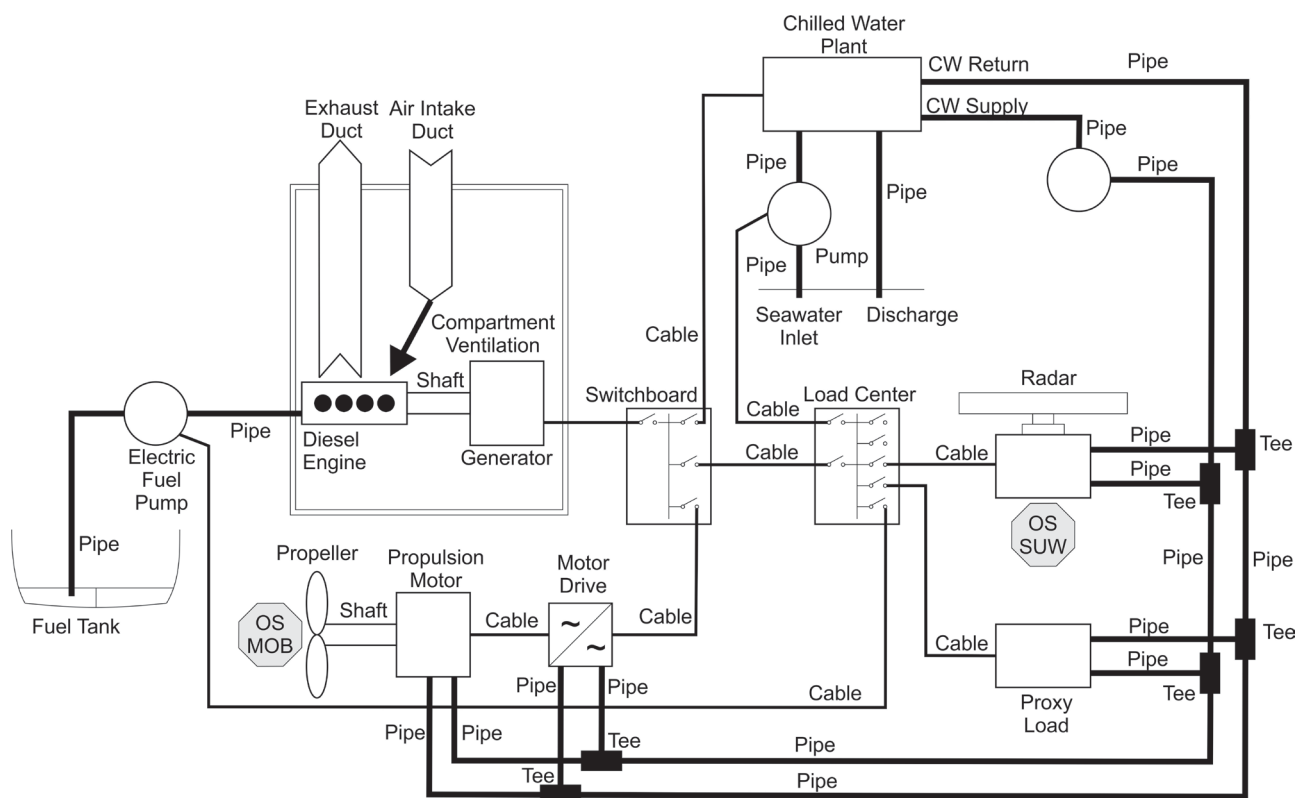 Chilled Water
Plant
CW Return
Pipe
CW Supply
Pipe
Pipe
Exhaust
Duct
Air Intake
Duct
Pipe
Pipe
Pipe
Pump
Seawater
Inlet
Discharge
Compartment
Ventilation
Cable
Shaft
Switchboard
Load Center
Radar
Cable
Pipe
Diesel
Engine
Generator
Cable
Cable
Pipe
Pipe
Tee
Tee
Electric
Fuel
Pump
OS
SUW
Pipe
Pipe
Pipe
Propeller
Propulsion
Motor
Motor
Drive
Fuel Tank
OS
MOB
Shaft
Cable
Cable
Cable
Pipe
Pipe
Tee
Tee
Proxy
Load
Pipe
Pipe
Cable
Pipe
Pipe
Tee
Pipe
Tee
Pipe